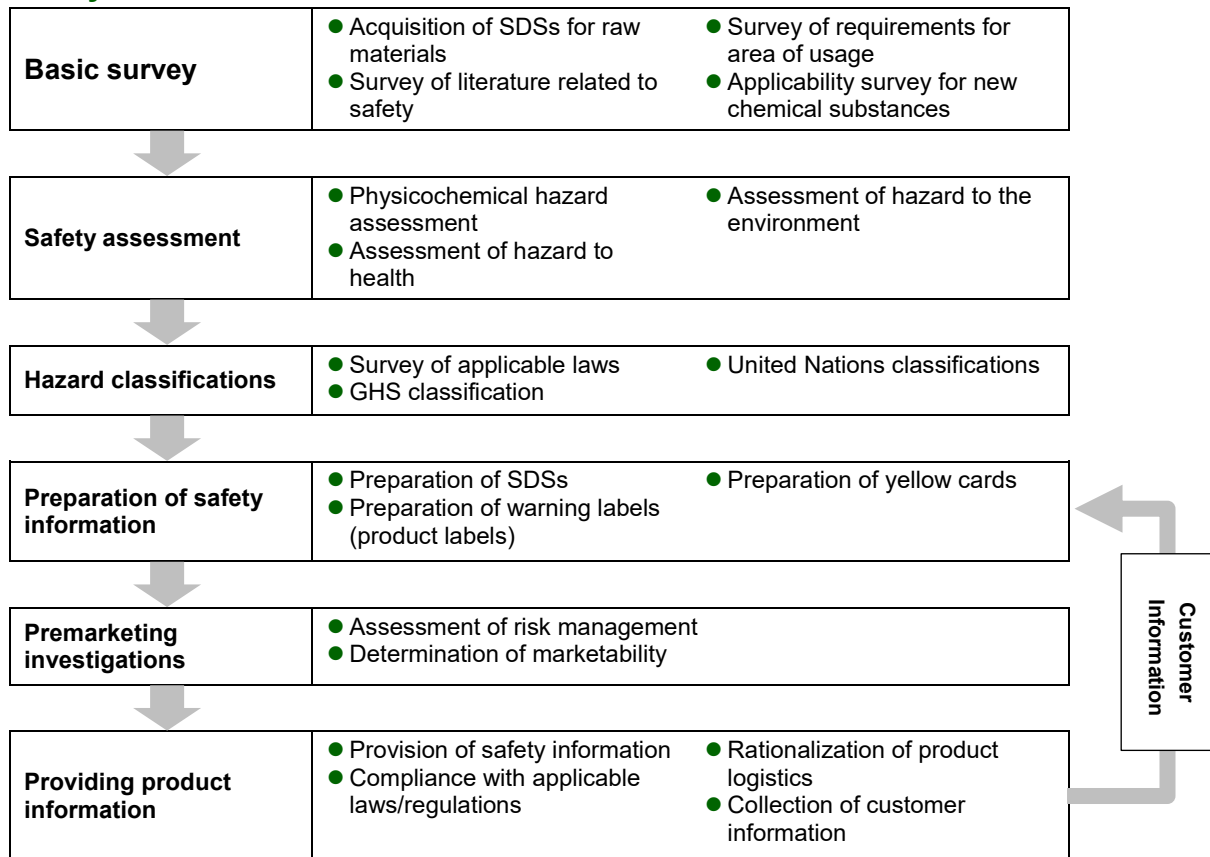 Basic survey
● Acquisition of SDSs for raw
materials
● Survey of literature related to
safety
● Survey of requirements for
area of usage
● Applicability survey for new
chemical substances
Safety assessment
● Physicochemical hazard
assessment
● Assessment of hazard to
health
● Assessment of hazard to the
environment
Hazard classifications
● Survey of applicable laws
● GHS classification
● United Nations classifications
Preparation of safety
information
● Preparation of SDSs
● Preparation of warning labels
(product labels)
● Preparation of yellow cards
Premarketing
investigations
● Assessment of risk management
● Determination of marketability
Providing product
information
● Provision of safety information
● Compliance with applicable
laws/regulations
● Rationalization of product
logistics
● Collection of customer
information
Customer
Information